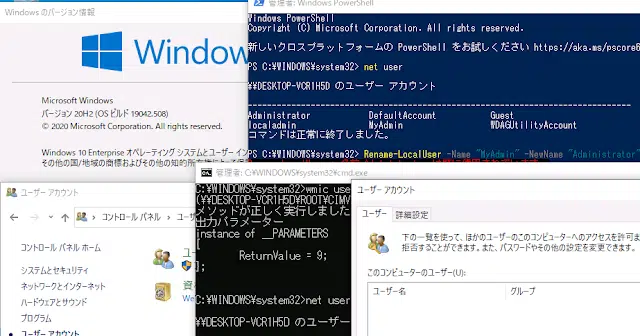 Windows のバージョン情報
Windows
Microsoft Windows
バージョン 20H2 (OS ビルド 19042.508)
© 2020 Microsoft Corporation. All rights reserved.
Windows 10 Enterprise オペレーティング システムとユーザー
その他の国/地域の商標およびその他の知的所有
管理者: Windows PowerShell
Windows PowerShell
Copyright (C) Microsoft Corporation. All rights reserved.
新しいクロスプラットフォームの PowerShell をお試しください https://aka.ms/pscore6
PS C:¥WINDOWS¥system32> net user
¥¥DESKTOP-VCR1H5D のユーザー アカウント
-------------------------------------------------------------------------------
Administrator DefaultAccount Guest
localadmin MyAdmin WDAGUtilityAccount
コマンドは正常に終了しました。
PS C:¥WINDOWS¥system32> Rename-LocalUser -Name "MyAdmin" -NewName "Administrator
管理者: C:¥WINDOWS¥system32¥cmd.exe
C:¥WINDOWS¥system32>wmic use
(¥¥DESKTOP-VCR1H5D¥ROOT¥CIMV
メソッドが正しく実行しました
出力パラメーター
instance of __PARAMETERS
[
ReturnValue = 9;
];
C:¥WINDOWS¥system32>net user
¥¥DESKTOP-VCR1H5D のユーザー
ユーザー アカウント
コントロール パネル
コントロール パネル ホーム
システムとセキュリティ
ネットワークとインターネット
ハードウェアとサウンド
プログラム
ユーザー アカウント
ユーザー アカウント
ユーザー 詳細設定
下の一覧を使って、ほかのユーザーのこのコンピューターへのアクセスを許可ま
拒否することができます。また、パスワードやその他の設定を変更できます。
このコンピューターのユーザー(U):
ユーザー名 グループ